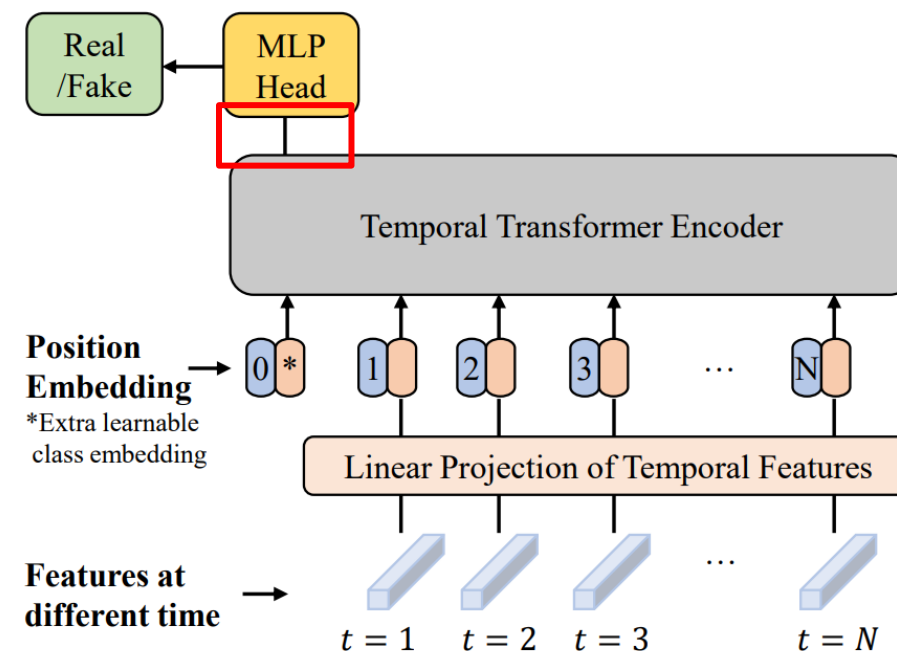 Real
/Fake
MLP
Head
Temporal Transformer Encoder
Position
Embedding
*Extra learnable
class embedding
0 * 1 2 3 ... N
Linear Projection of Temporal Features
Features at
different time
...
t = 1 t = 2 t = 3 t = N